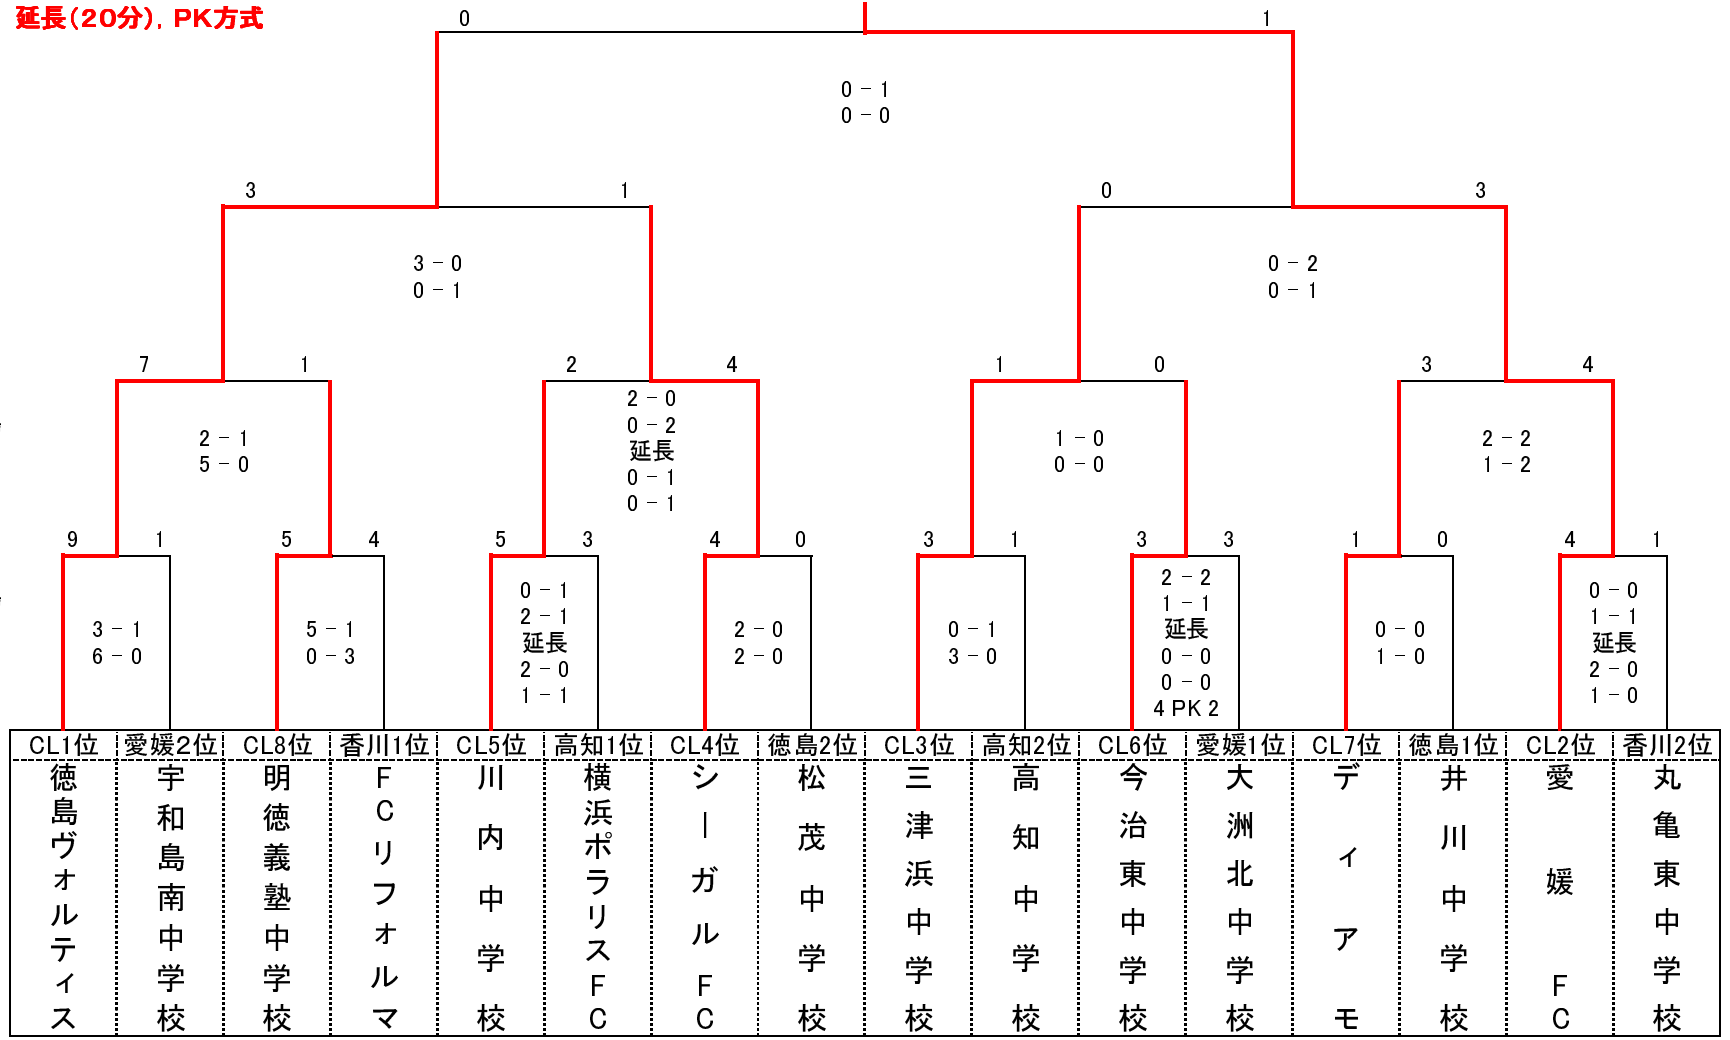 延長（２０分），ＰＫ方式
0 1
0 － 1
0 － 0
3 1 0 3
3 － 0
0 － 1
0 － 2
0 － 1
7 1 2 4 1 0 3 4
2 － 1
5 － 0
2 － 0
0 － 2
延長
0 － 1
0 － 1
1 － 0
0 － 0
2 － 2
1 － 2
9 1 5 4 5 3 4 0 3 1 3 3 1 0 4 1
3 － 1
6 － 0
5 － 1
0 － 3
0 － 1
2 － 1
延長
2 － 0
1 － 1
2 － 0
2 － 0
0 － 1
3 － 0
2 － 2
1 － 1
延長
0 － 0
0 － 0
4 PK 2
0 － 0
1 － 0
0 － 0
1 － 1
延長
2 － 0
1 － 0
CL1位 愛媛２位 CL8位 香川1位 CL5位 高知1位 CL4位 徳島2位 CL3位 高知2位 CL6位 愛媛1位 CL7位 徳島1位 CL2位 香川2位
徳島ヴォルティス
宇和島南中学校
明徳義塾中学校
ＦＣリフォルマ
川内中学校
横浜ポラリスＦＣ
シーガルＦＣ
松茂中学校
三津浜中学校
高知中学校
今治東中学校
大洲北中学校
ディアモ
井川中学校
愛媛ＦＣ
丸亀東中学校